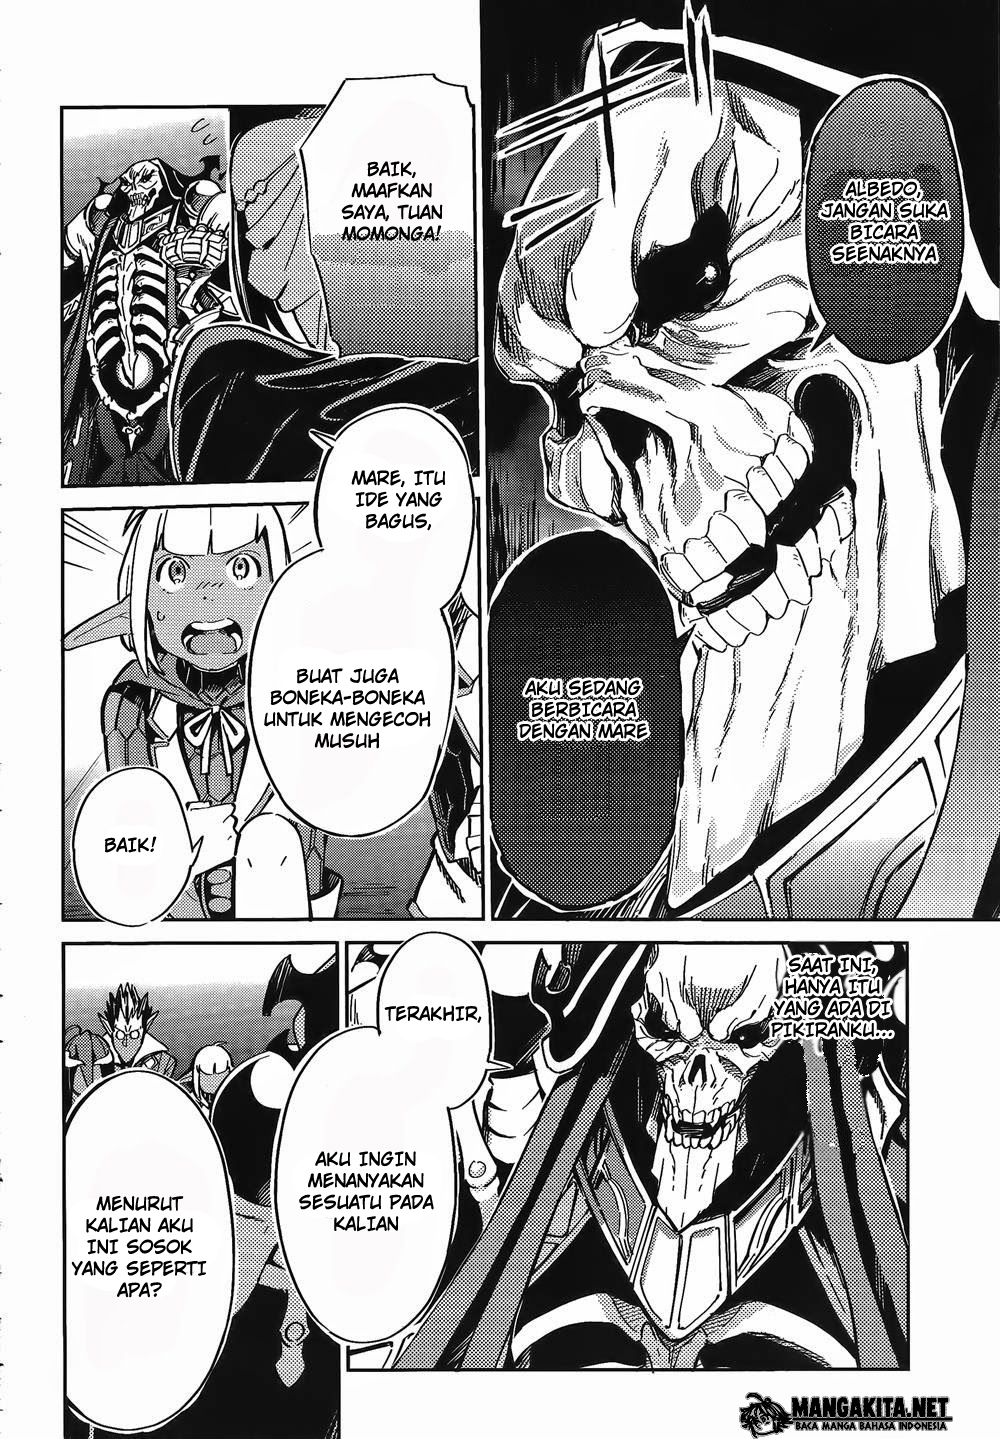 ALBEDO,
JANGAN SUKA
BICARA
SEENAKNYA
AKU SEDANG
BERBICARA
DENGAN MARE
BAIK,
MAAFKAN
SAYA, TUAN
MOMONGA!
MARE, ITU
IDE YANG
BAGUS,
BUAT JUGA
BONEKA-BONEKA
UNTUK MENGECOH
MUSUH
BAIK!
SAAT INI,
HANYA ITU
YANG ADA DI
PIKIRANKU...
TERAKHIR,
AKU INGIN
MENANYAKAN
SESUATU PADA
KALIAN
MENURUT
KALIAN AKU
INI SOSOK
YANG SEPERTI
APA?
MANGAKITA.NET
BACA MANGA BAHASA INDONESIA